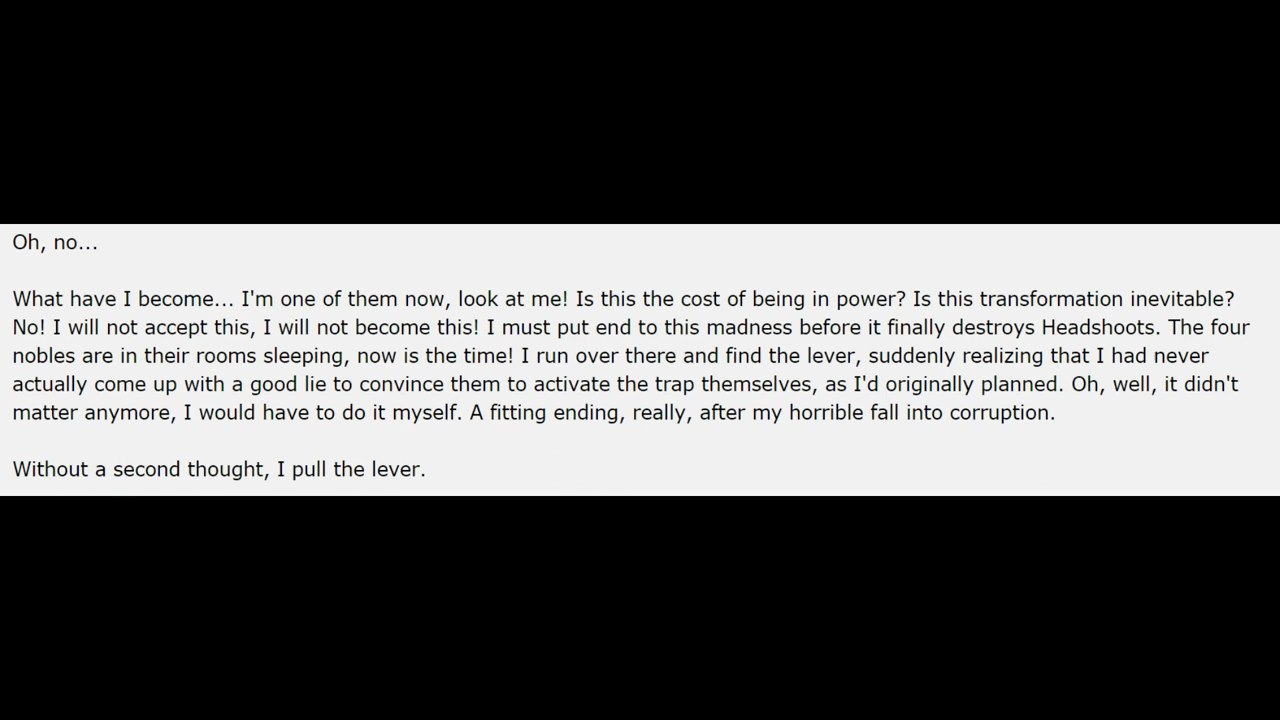 Oh, no...
What have I become... I'm one of them now, look at me! Is this the cost of being in power? Is this transformation inevitable?
No! I will not accept this, I will not become this! I must put end to this madness before it finally destroys Headshoots. The four
nobles are in their rooms sleeping, now is the time! I run over there and find the lever, suddenly realizing that I had never
actually come up with a good lie to convince them to activate the trap themselves, as I'd originally planned. Oh, well, it didn't
matter anymore, I would have to do it myself. A fitting ending, really, after my horrible fall into corruption.
Without a second thought, I pull the lever.